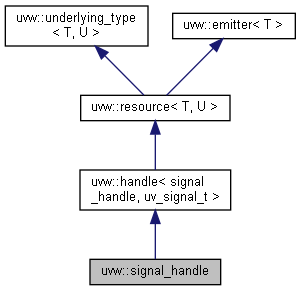 uvw::underlying_type
< T, U >
uvw::emitter< T >
uvw::resource< T, U >
uvw::handle< signal
_handle, uv_signal_t >
uvw::signal_handle